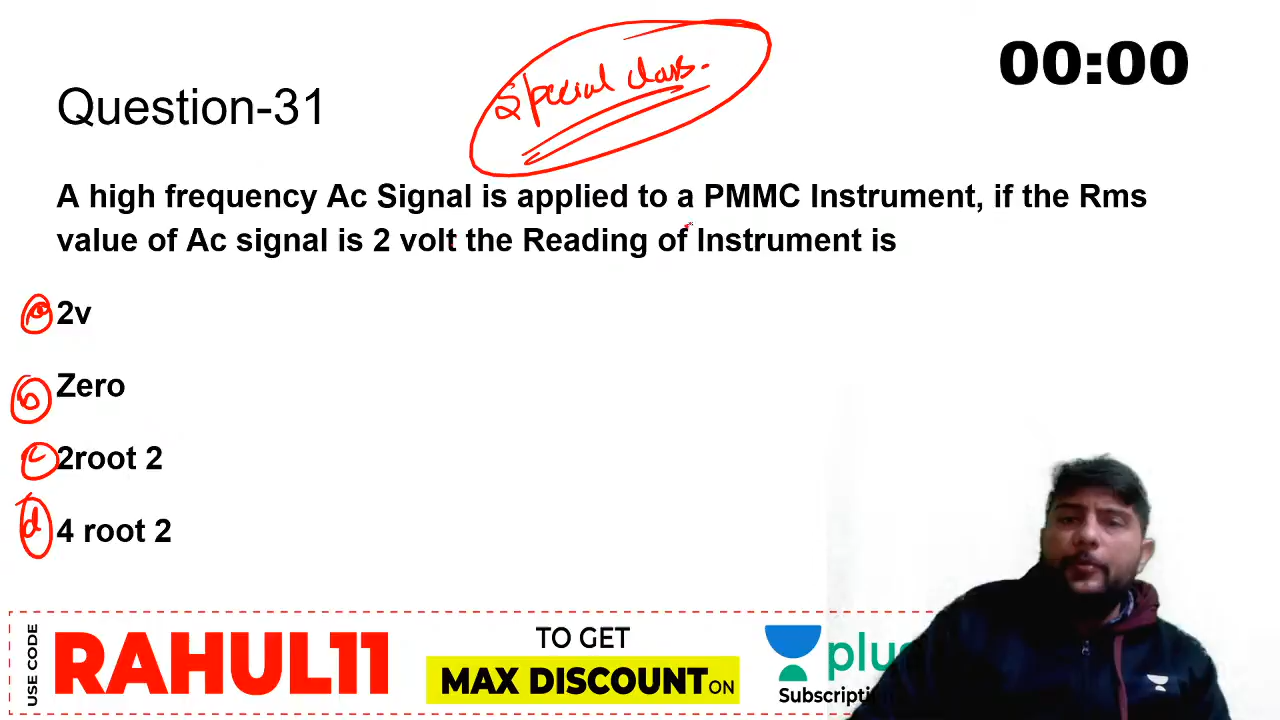 Special class.
00:00
Question-31
A high frequency Ac Signal is applied to a PMMC Instrument, if the Rms
value of Ac signal is 2 volt the Reading of Instrument is
a 2v
b Zero
c 2root 2
d 4 root 2
USE CODE
RAHUL11
TO GET
MAX DISCOUNT ON
plus